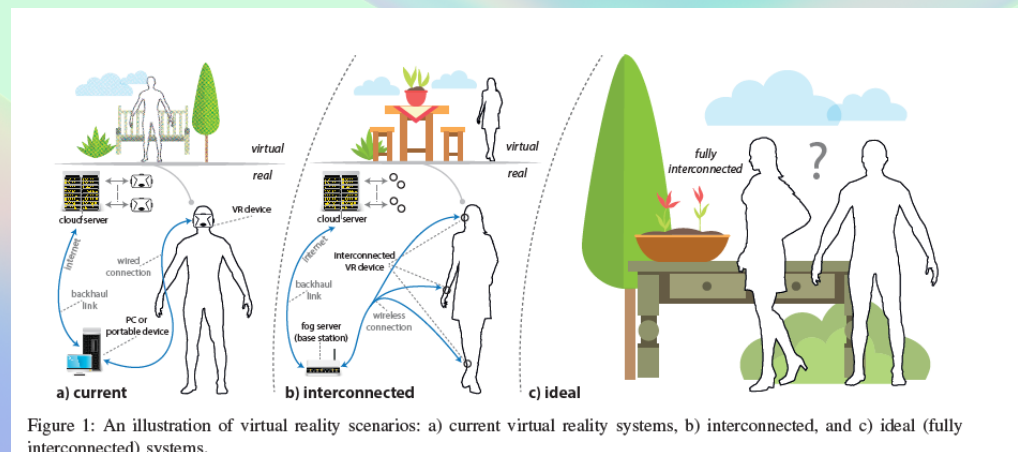 virtual
real
cloud server
VR device
internet
wired
connection
backhaul
link
PC or
portable device
a) current
virtual
real
cloud server
internet
interconnected
VR device
backhaul
link
wireless
connection
fog server
(base station)
b) interconnected
fully
interconnected
?
c) ideal
Figure 1: An illustration of virtual reality scenarios: a) current virtual reality systems, b) interconnected, and c) ideal (fully
interconnected) systems.